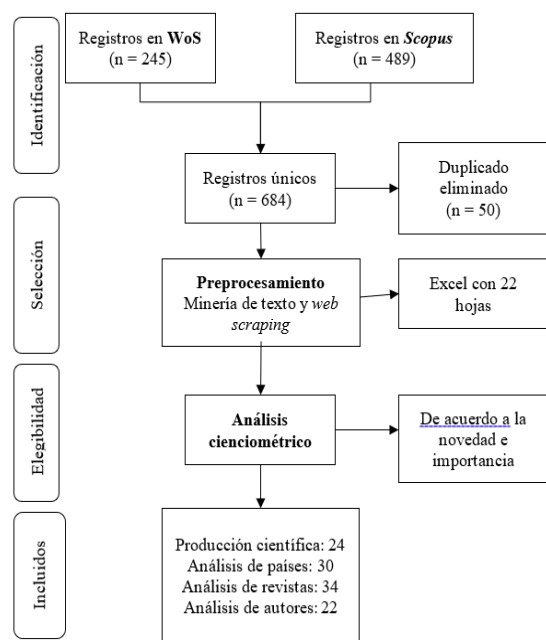 Identificación
Registros en WoS
(n = 245)
Registros en Scopus
(n = 489)
Registros únicos
(n = 684)
Duplicado
eliminado
(n = 50)
Selección
Preprocesamiento
Minería de texto y web
scraping
Excel con 22
hojas
Elegibilidad
Análisis
cienciométrico
De acuerdo a la
novedad e
importancia
Incluidos
Producción científica: 24
Análisis de países: 30
Análisis de revistas: 34
Análisis de autores: 22